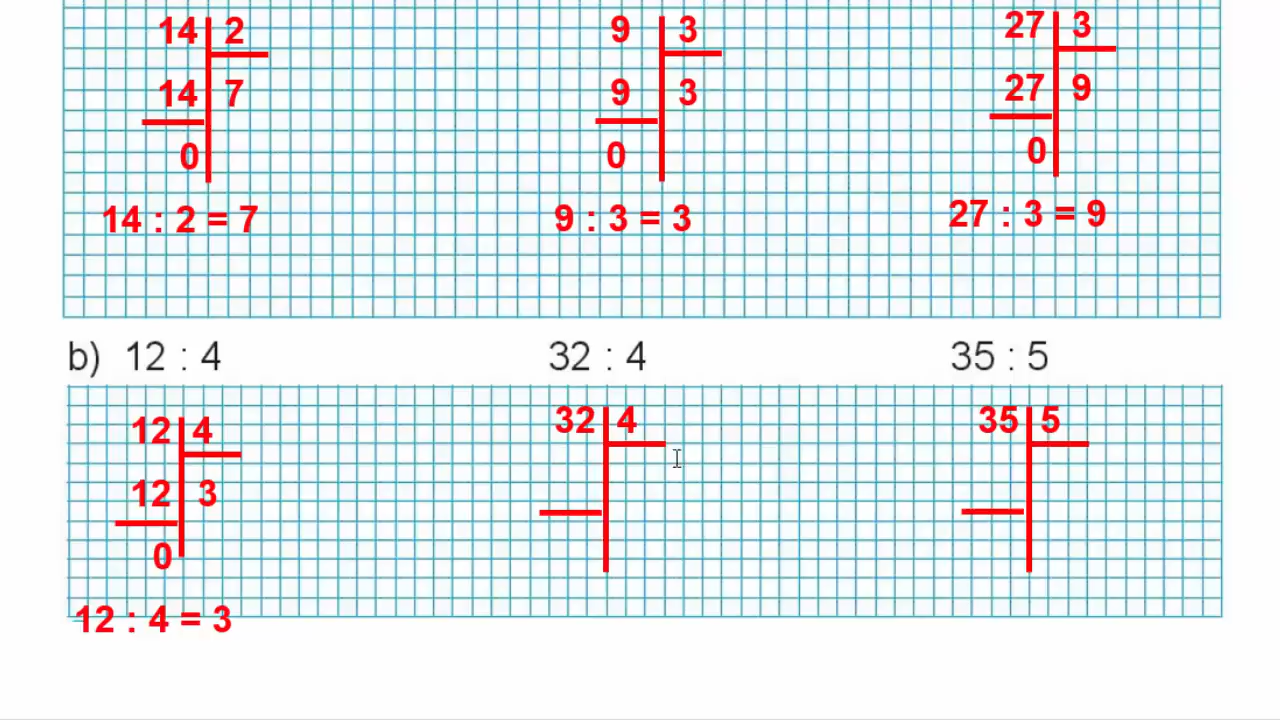 14 2
14 7
0
14 : 2 = 7
9 3
9 3
0
9 : 3 = 3
27 3
27 9
0
27 : 3 = 9
b) 12 : 4 32 : 4 35 : 5
12 4
12 3
0
12 : 4 = 3
32 4
35 5